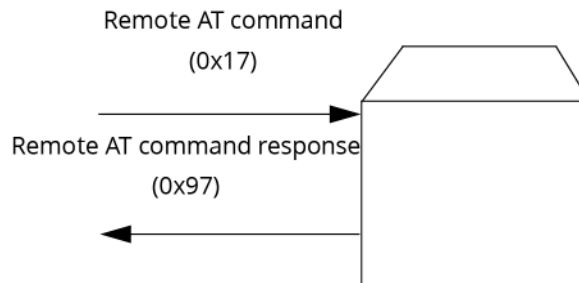 Remote AT command
(0x17)
Remote AT command response
(0x97)